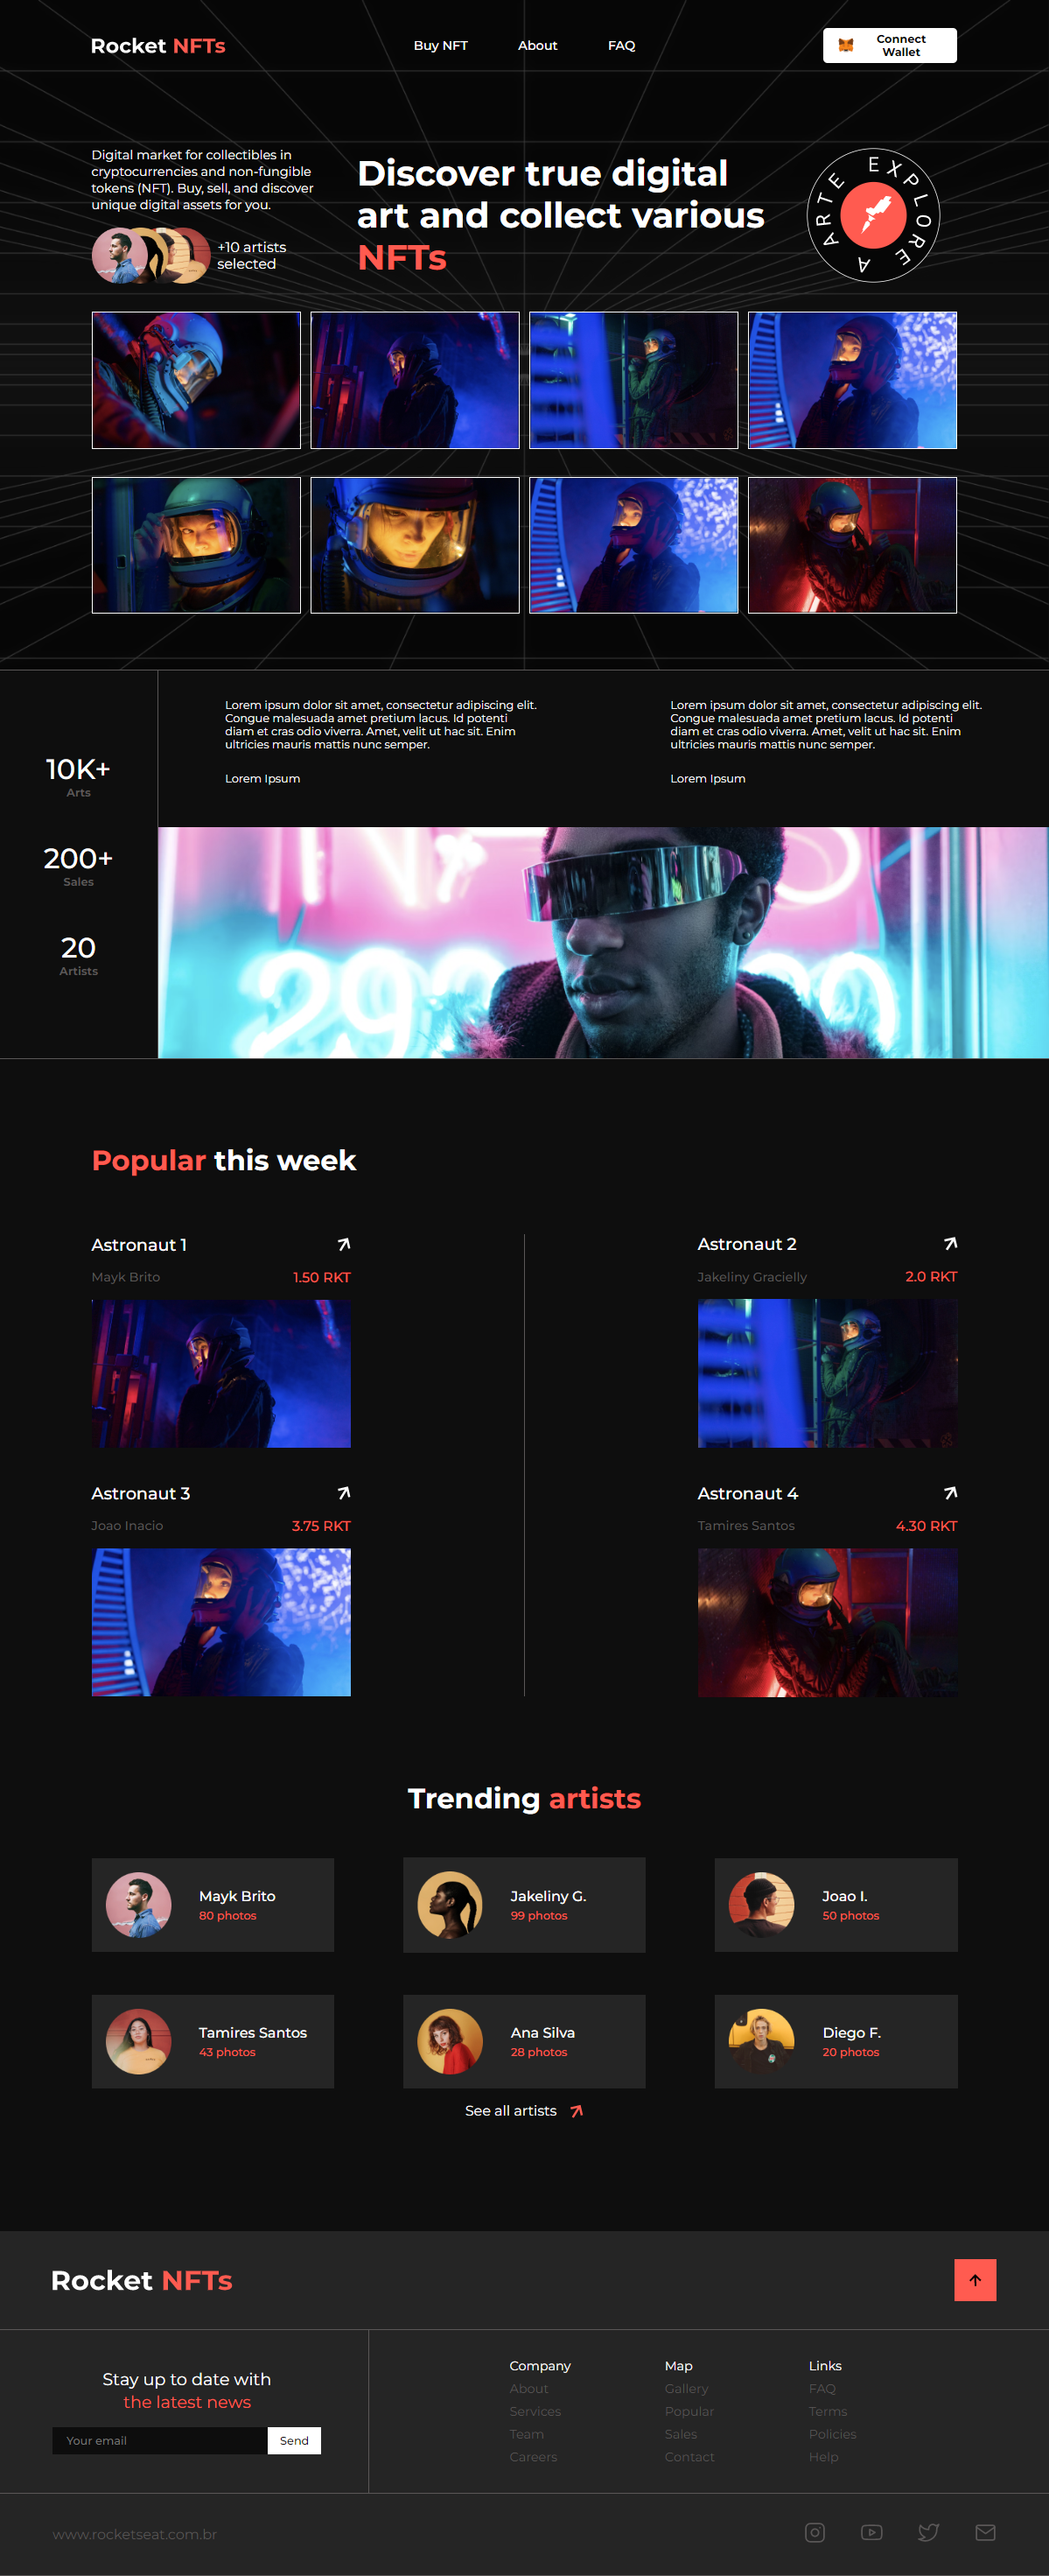 Rocket NFTs
Buy NFT
About
FAQ
Connect
Wallet
Digital market for collectibles in
cryptocurrencies and non-fungible
tokens (NFT). Buy, sell, and discover
unique digital assets for you.
+10 artists
selected
Discover true digital
art and collect various
NFTs
EXPLORE A ARTE
10K+
Arts
200+
Sales
20
Artists
Lorem ipsum dolor sit amet, consectetur adipiscing elit.
Congue malesuada amet pretium lacus. Id potenti
diam et cras odio viverra. Amet, velit ut hac sit. Enim
ultricies mauris mattis nunc semper.
Lorem Ipsum
Lorem ipsum dolor sit amet, consectetur adipiscing elit.
Congue malesuada amet pretium lacus. Id potenti
diam et cras odio viverra. Amet, velit ut hac sit. Enim
ultricies mauris mattis nunc semper.
Lorem Ipsum
Popular this week
Astronaut 1
Mayk Brito
1.50 RKT
Astronaut 2
Jakeliny Gracielly
2.0 RKT
Astronaut 3
Joao Inacio
3.75 RKT
Astronaut 4
Tamires Santos
4.30 RKT
Trending artists
Mayk Brito
80 photos
Jakeliny G.
99 photos
Joao I.
50 photos
Tamires Santos
43 photos
Ana Silva
28 photos
Diego F.
20 photos
See all artists
Rocket NFTs
Stay up to date with
the latest news
Your email
Send
Company
About
Services
Team
Careers
Map
Gallery
Popular
Sales
Contact
Links
FAQ
Terms
Policies
Help
www.rocketseat.com.br